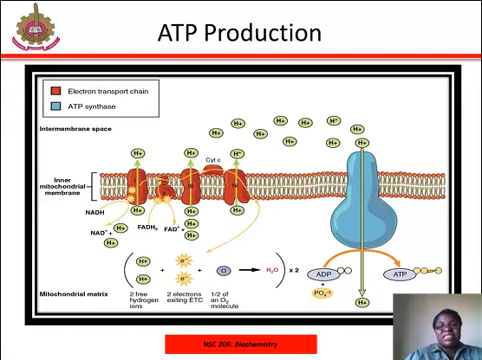 ATP Production
Electron transport chain
ATP synthase
Intermembrane space
H+ H+ H+ H+ H+ H+ H+ H+ H+
H+ H+ H+ H+
Cyt c
Inner
mitochondrial
membrane
III IV
H+ H+ H+
NADH
FADH₂
FAD⁺ +
H+
H+
NAD⁺ +
H+
H+
H+
H+
+
e⁻
e⁻
+
O
H₂O
x 2
ADP
+
PO₄⁻³
ATP
H+
Mitochondrial matrix
2 free
hydrogen
ions
2 electrons
exiting ETC
1/2 of
an O₂
molecule
NSC 206: Biochemistry